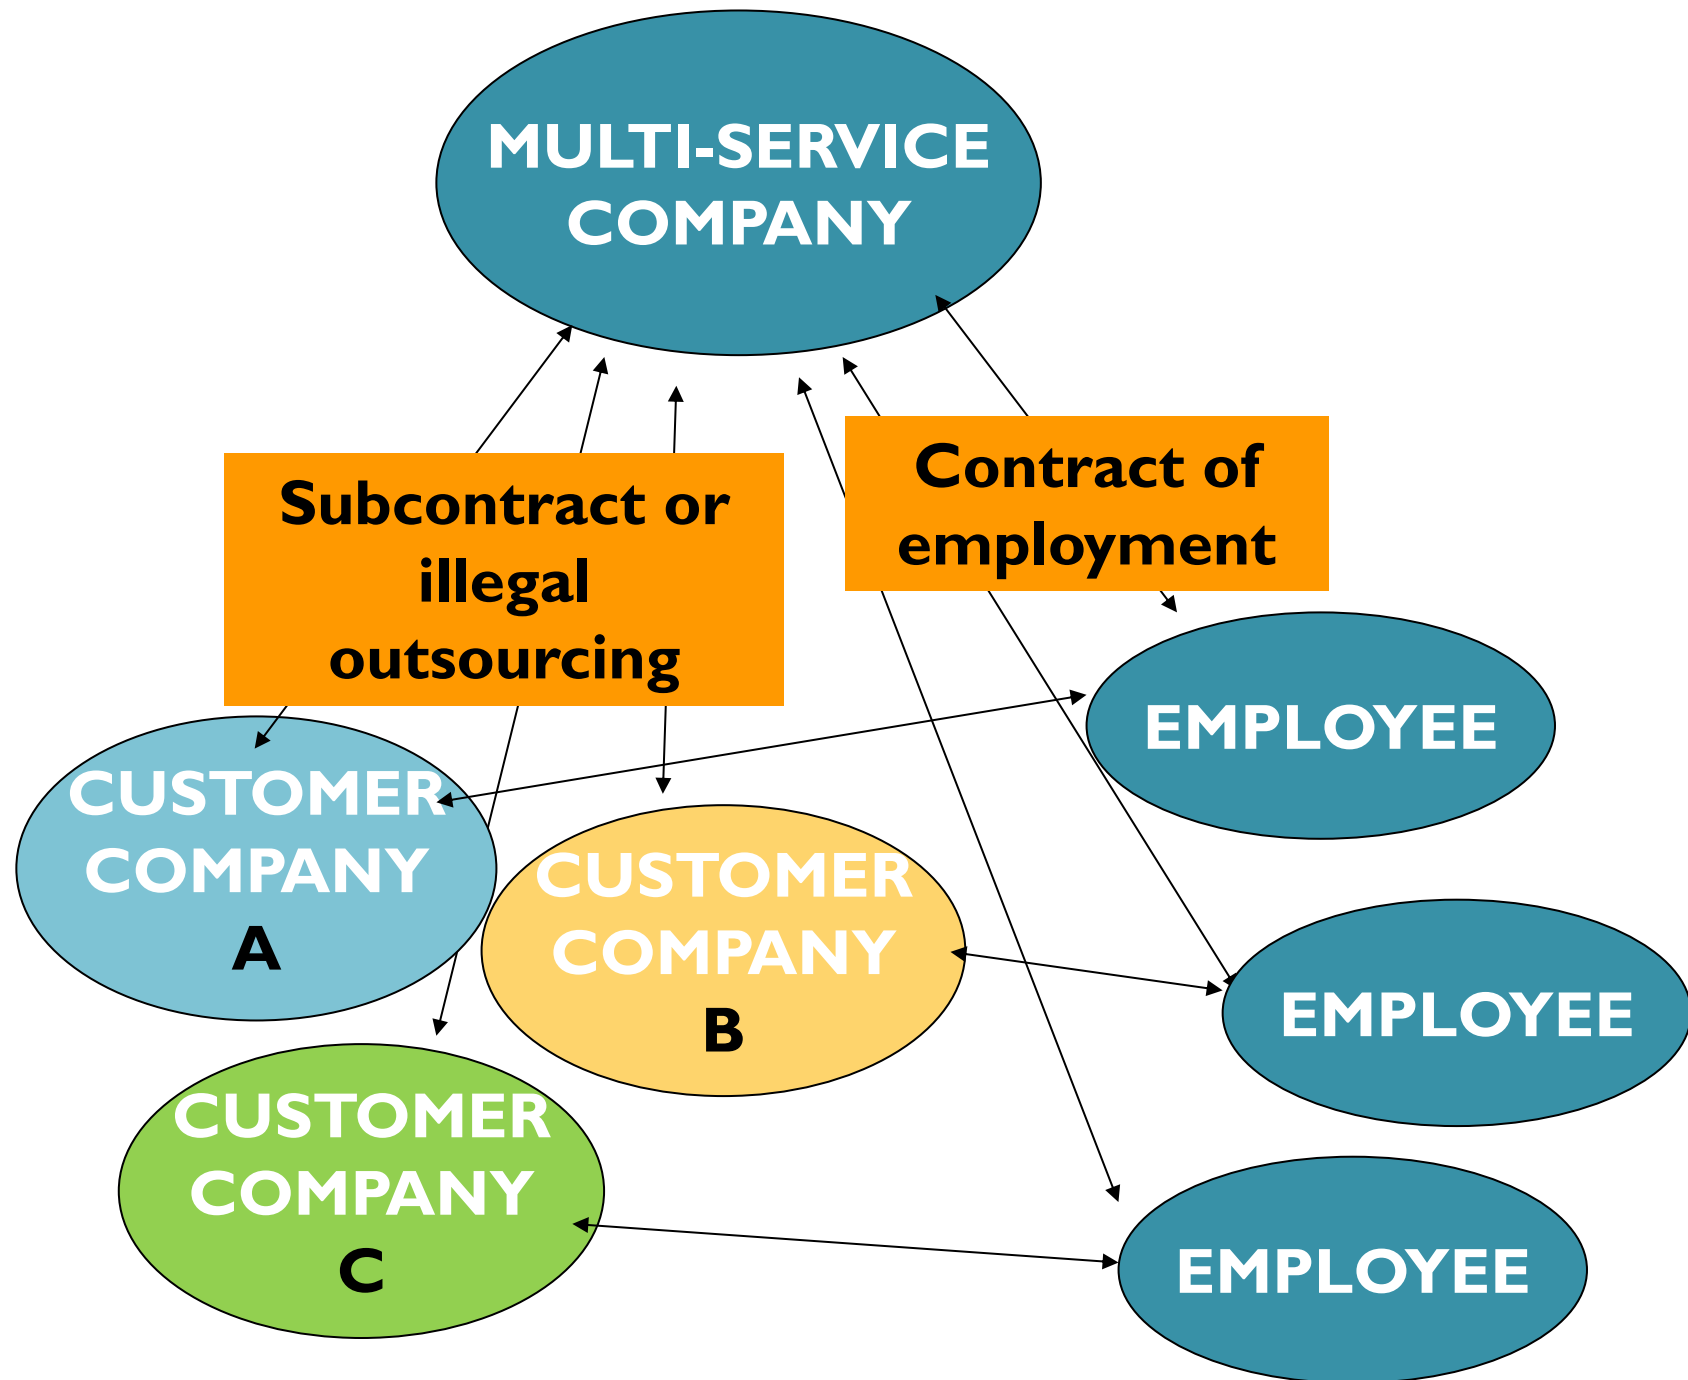 MULTI-SERVICE
COMPANY
Contract of
employment
Subcontract or
illegal
outsourcing
EMPLOYEE
CUSTOMER
COMPANY
A
CUSTOMER
COMPANY
B
EMPLOYEE
CUSTOMER
COMPANY
C
EMPLOYEE